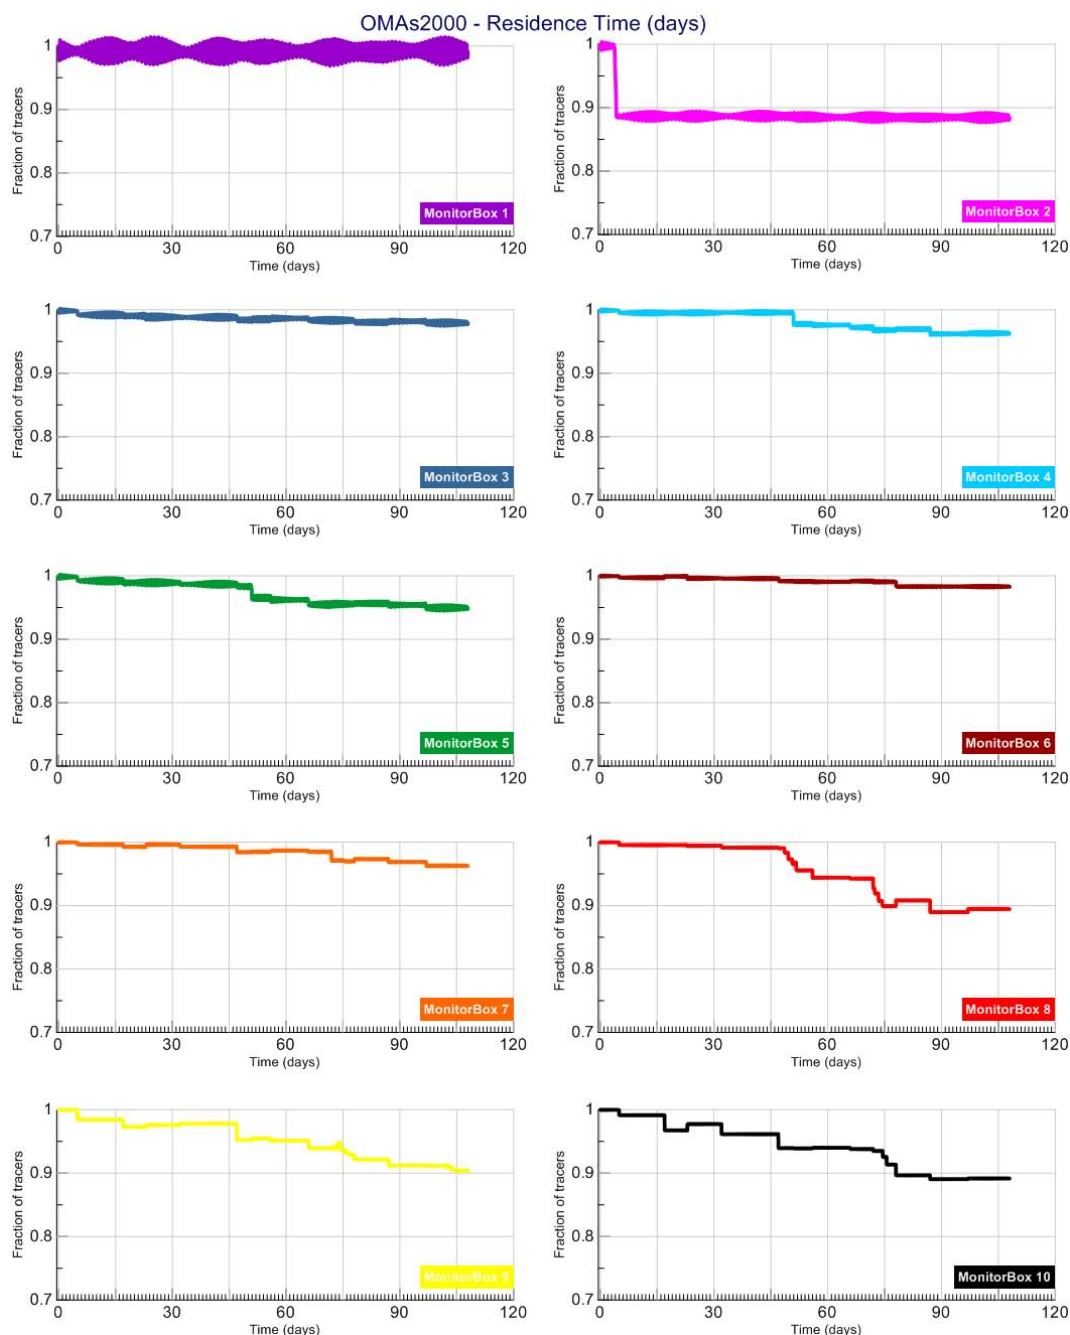 OMAs2000 - Residence Time (days)
Fraction of tracers
1
0.9
0.8
0.7
0 30 60 90 120
Time (days)
MonitorBox 1
Fraction of tracers
1
0.9
0.8
0.7
0 30 60 90 120
Time (days)
MonitorBox 2
Fraction of tracers
1
0.9
0.8
0.7
0 30 60 90 120
Time (days)
MonitorBox 3
Fraction of tracers
1
0.9
0.8
0.7
0 30 60 90 120
Time (days)
MonitorBox 4
Fraction of tracers
1
0.9
0.8
0.7
0 30 60 90 120
Time (days)
MonitorBox 5
Fraction of tracers
1
0.9
0.8
0.7
0 30 60 90 120
Time (days)
MonitorBox 6
Fraction of tracers
1
0.9
0.8
0.7
0 30 60 90 120
Time (days)
MonitorBox 7
Fraction of tracers
1
0.9
0.8
0.7
0 30 60 90 120
Time (days)
MonitorBox 8
Fraction of tracers
1
0.9
0.8
0.7
0 30 60 90 120
Time (days)
MonitorBox 9
Fraction of tracers
1
0.9
0.8
0.7
0 30 60 90 120
Time (days)
MonitorBox 10